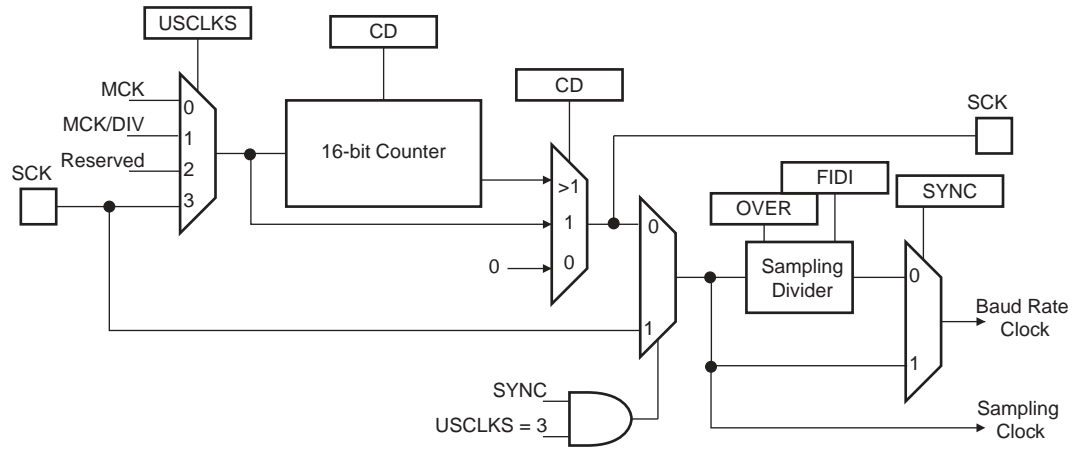 USCLKS
CD
CD
SCK
MCK
MCK/DIV
Reserved
SCK
0
1
2
3
16-bit Counter
>1
1
0
0
0
1
FIDI
OVER
SYNC
Sampling
Divider
0
1
Baud Rate
Clock
SYNC
USCLKS = 3
Sampling
Clock